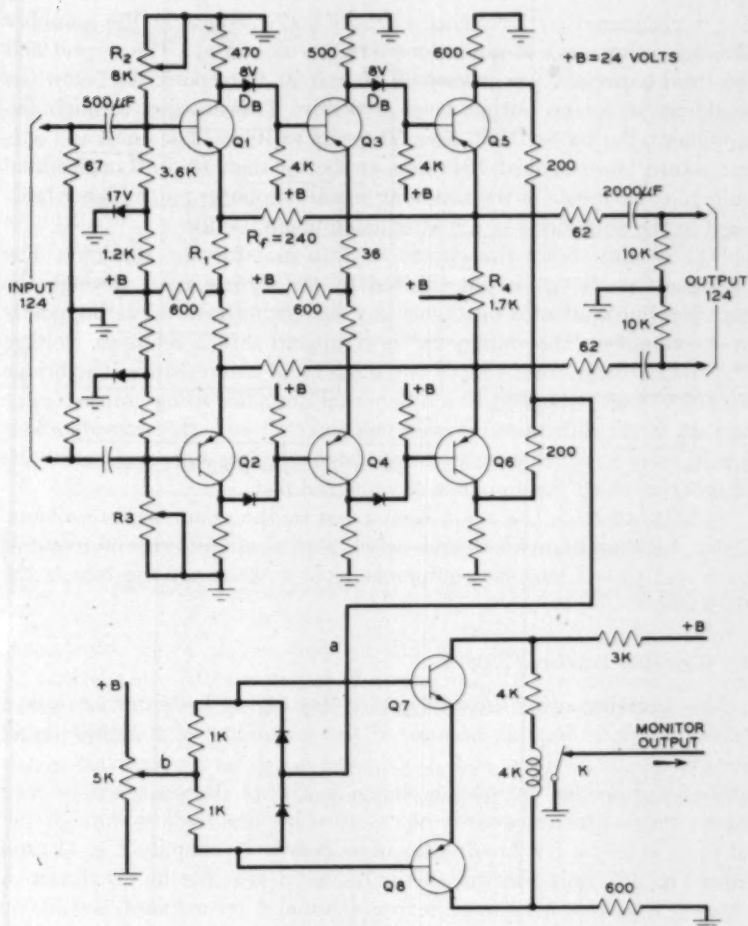 R2
8K
470
500
600
+B=24 VOLTS
8V
DB
8V
DB
500μF
Q1
Q3
Q5
67
3.6K
4K
4K
200
17V
+B
+B
2000μF
Rf=240
62
1.2K
R1
36
10K
INPUT
124
+B
600
+B
600
+B
R4
1.7K
OUTPUT
124
10K
+B
+B
62
Q2
Q4
Q6
200
R3
a
+B
3K
+B
Q7
4K
1K
5K
b
MONITOR
OUTPUT
4K
K
1K
Q8
600